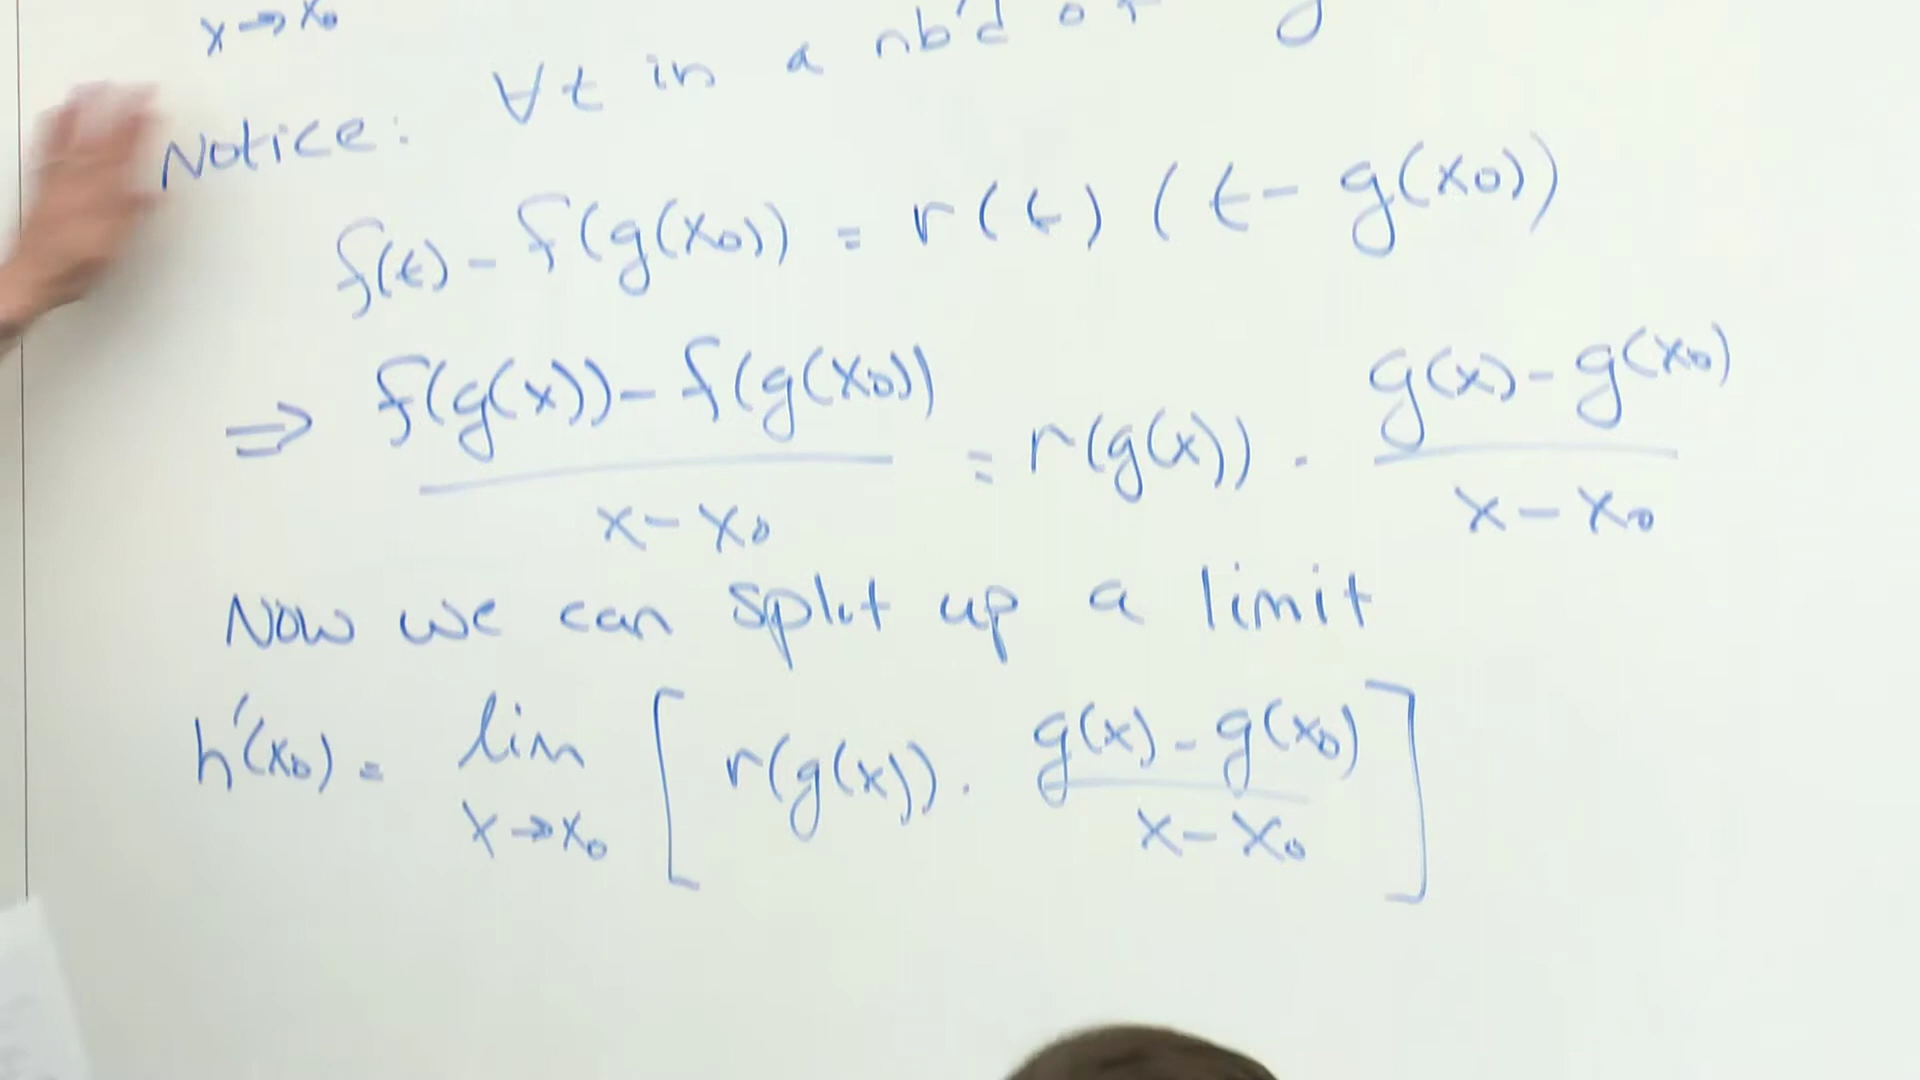 x→x₀
Notice: ∀t in a nb'd of g
f(t) - f(g(x₀)) = r(t) (t - g(x₀))
⇒ f(g(x)) - f(g(x₀)) / x - x₀ = r(g(x)) · g(x) - g(x₀) / x - x₀
Now we can split up a limit
h'(x₀) = lim x→x₀ [ r(g(x)) · g(x) - g(x₀) / x - x₀ ]